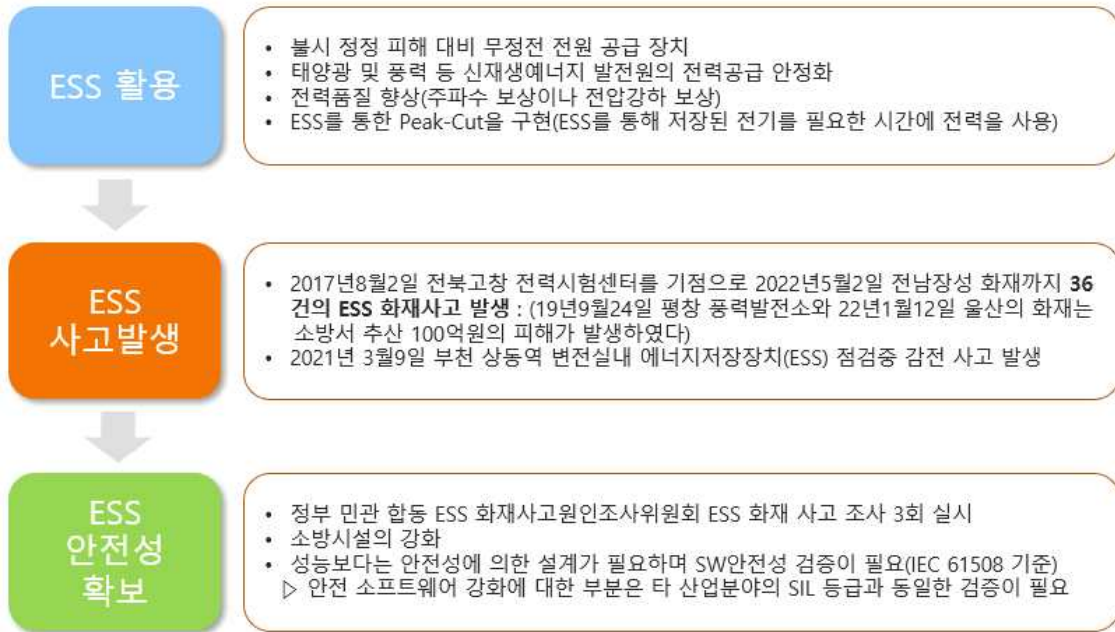 ESS 활용
• 불시 정정 피해 대비 무정전 전원 공급 장치
• 태양광 및 풍력 등 신재생에너지 발전원의 전력공급 안정화
• 전력품질 향상(주파수 보상이나 전압강하 보상)
• ESS를 통한 Peak-Cut을 구현(ESS를 통해 저장된 전기를 필요한 시간에 전력을 사용)
ESS
사고발생
• 2017년8월2일 전북고창 전력시험센터를 기점으로 2022년5월2일 전남장성 화재까지 36
건의 ESS 화재사고 발생 : (19년9월24일 평창 풍력발전소와 22년1월12일 울산의 화재는
소방서 추산 100억원의 피해가 발생하였다)
• 2021년 3월9일 부천 상동역 변전실내 에너지저장장치(ESS) 점검중 감전 사고 발생
ESS
안전성
확보
• 정부 민관 합동 ESS 화재사고원인조사위원회 ESS 화재 사고 조사 3회 실시
• 소방시설의 강화
• 성능보다는 안전성에 의한 설계가 필요하며 SW안전성 검증이 필요(IEC 61508 기준)
▷ 안전 소프트웨어 강화에 대한 부분은 타 산업분야의 SIL 등급과 동일한 검증이 필요